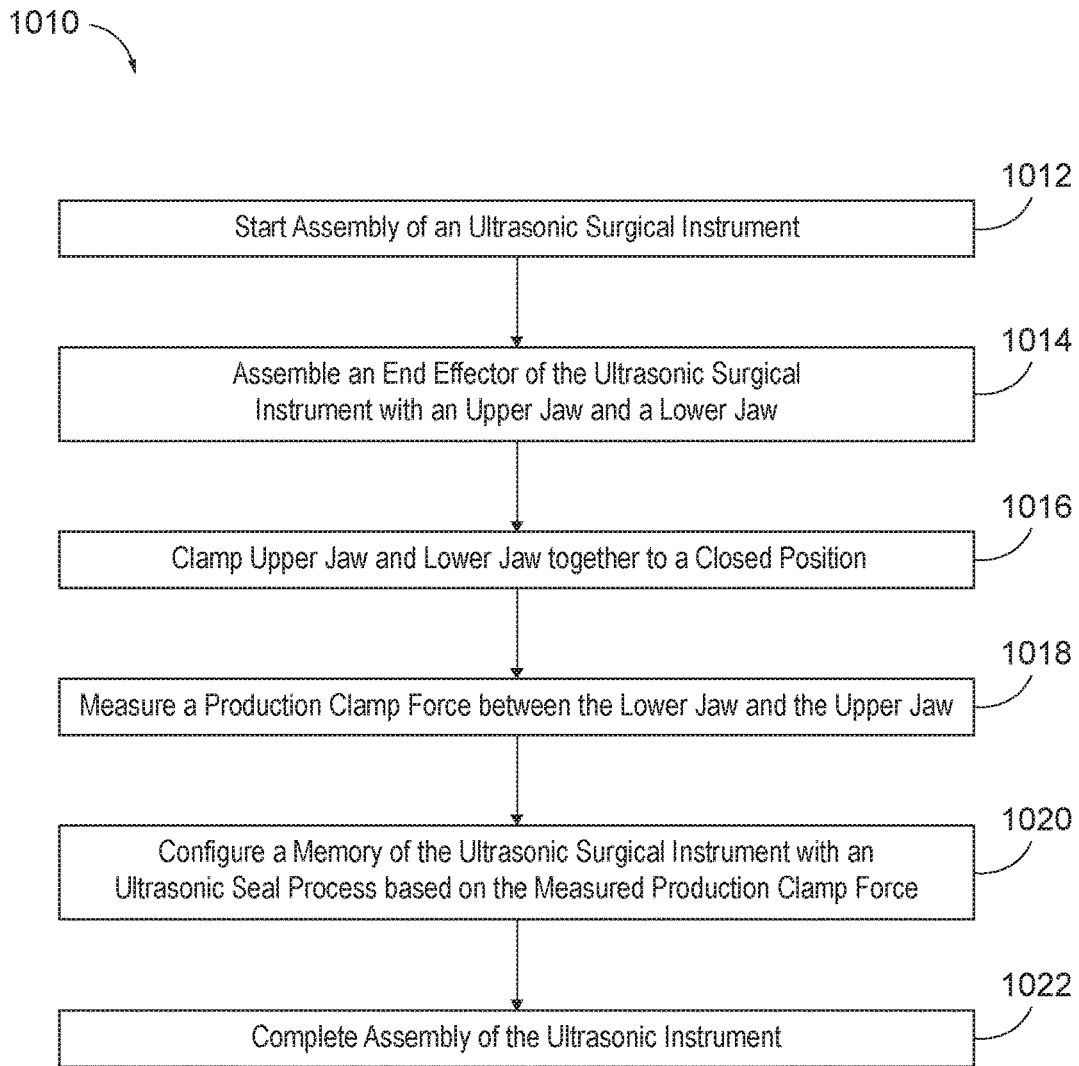 1010
1012
Start Assembly of an Ultrasonic Surgical Instrument
1014
Assemble an End Effector of the Ultrasonic Surgical
Instrument with an Upper Jaw and a Lower Jaw
1016
Clamp Upper Jaw and Lower Jaw together to a Closed Position
1018
Measure a Production Clamp Force between the Lower Jaw and the Upper Jaw
1020
Configure a Memory of the Ultrasonic Surgical Instrument with an
Ultrasonic Seal Process based on the Measured Production Clamp Force
1022
Complete Assembly of the Ultrasonic Instrument